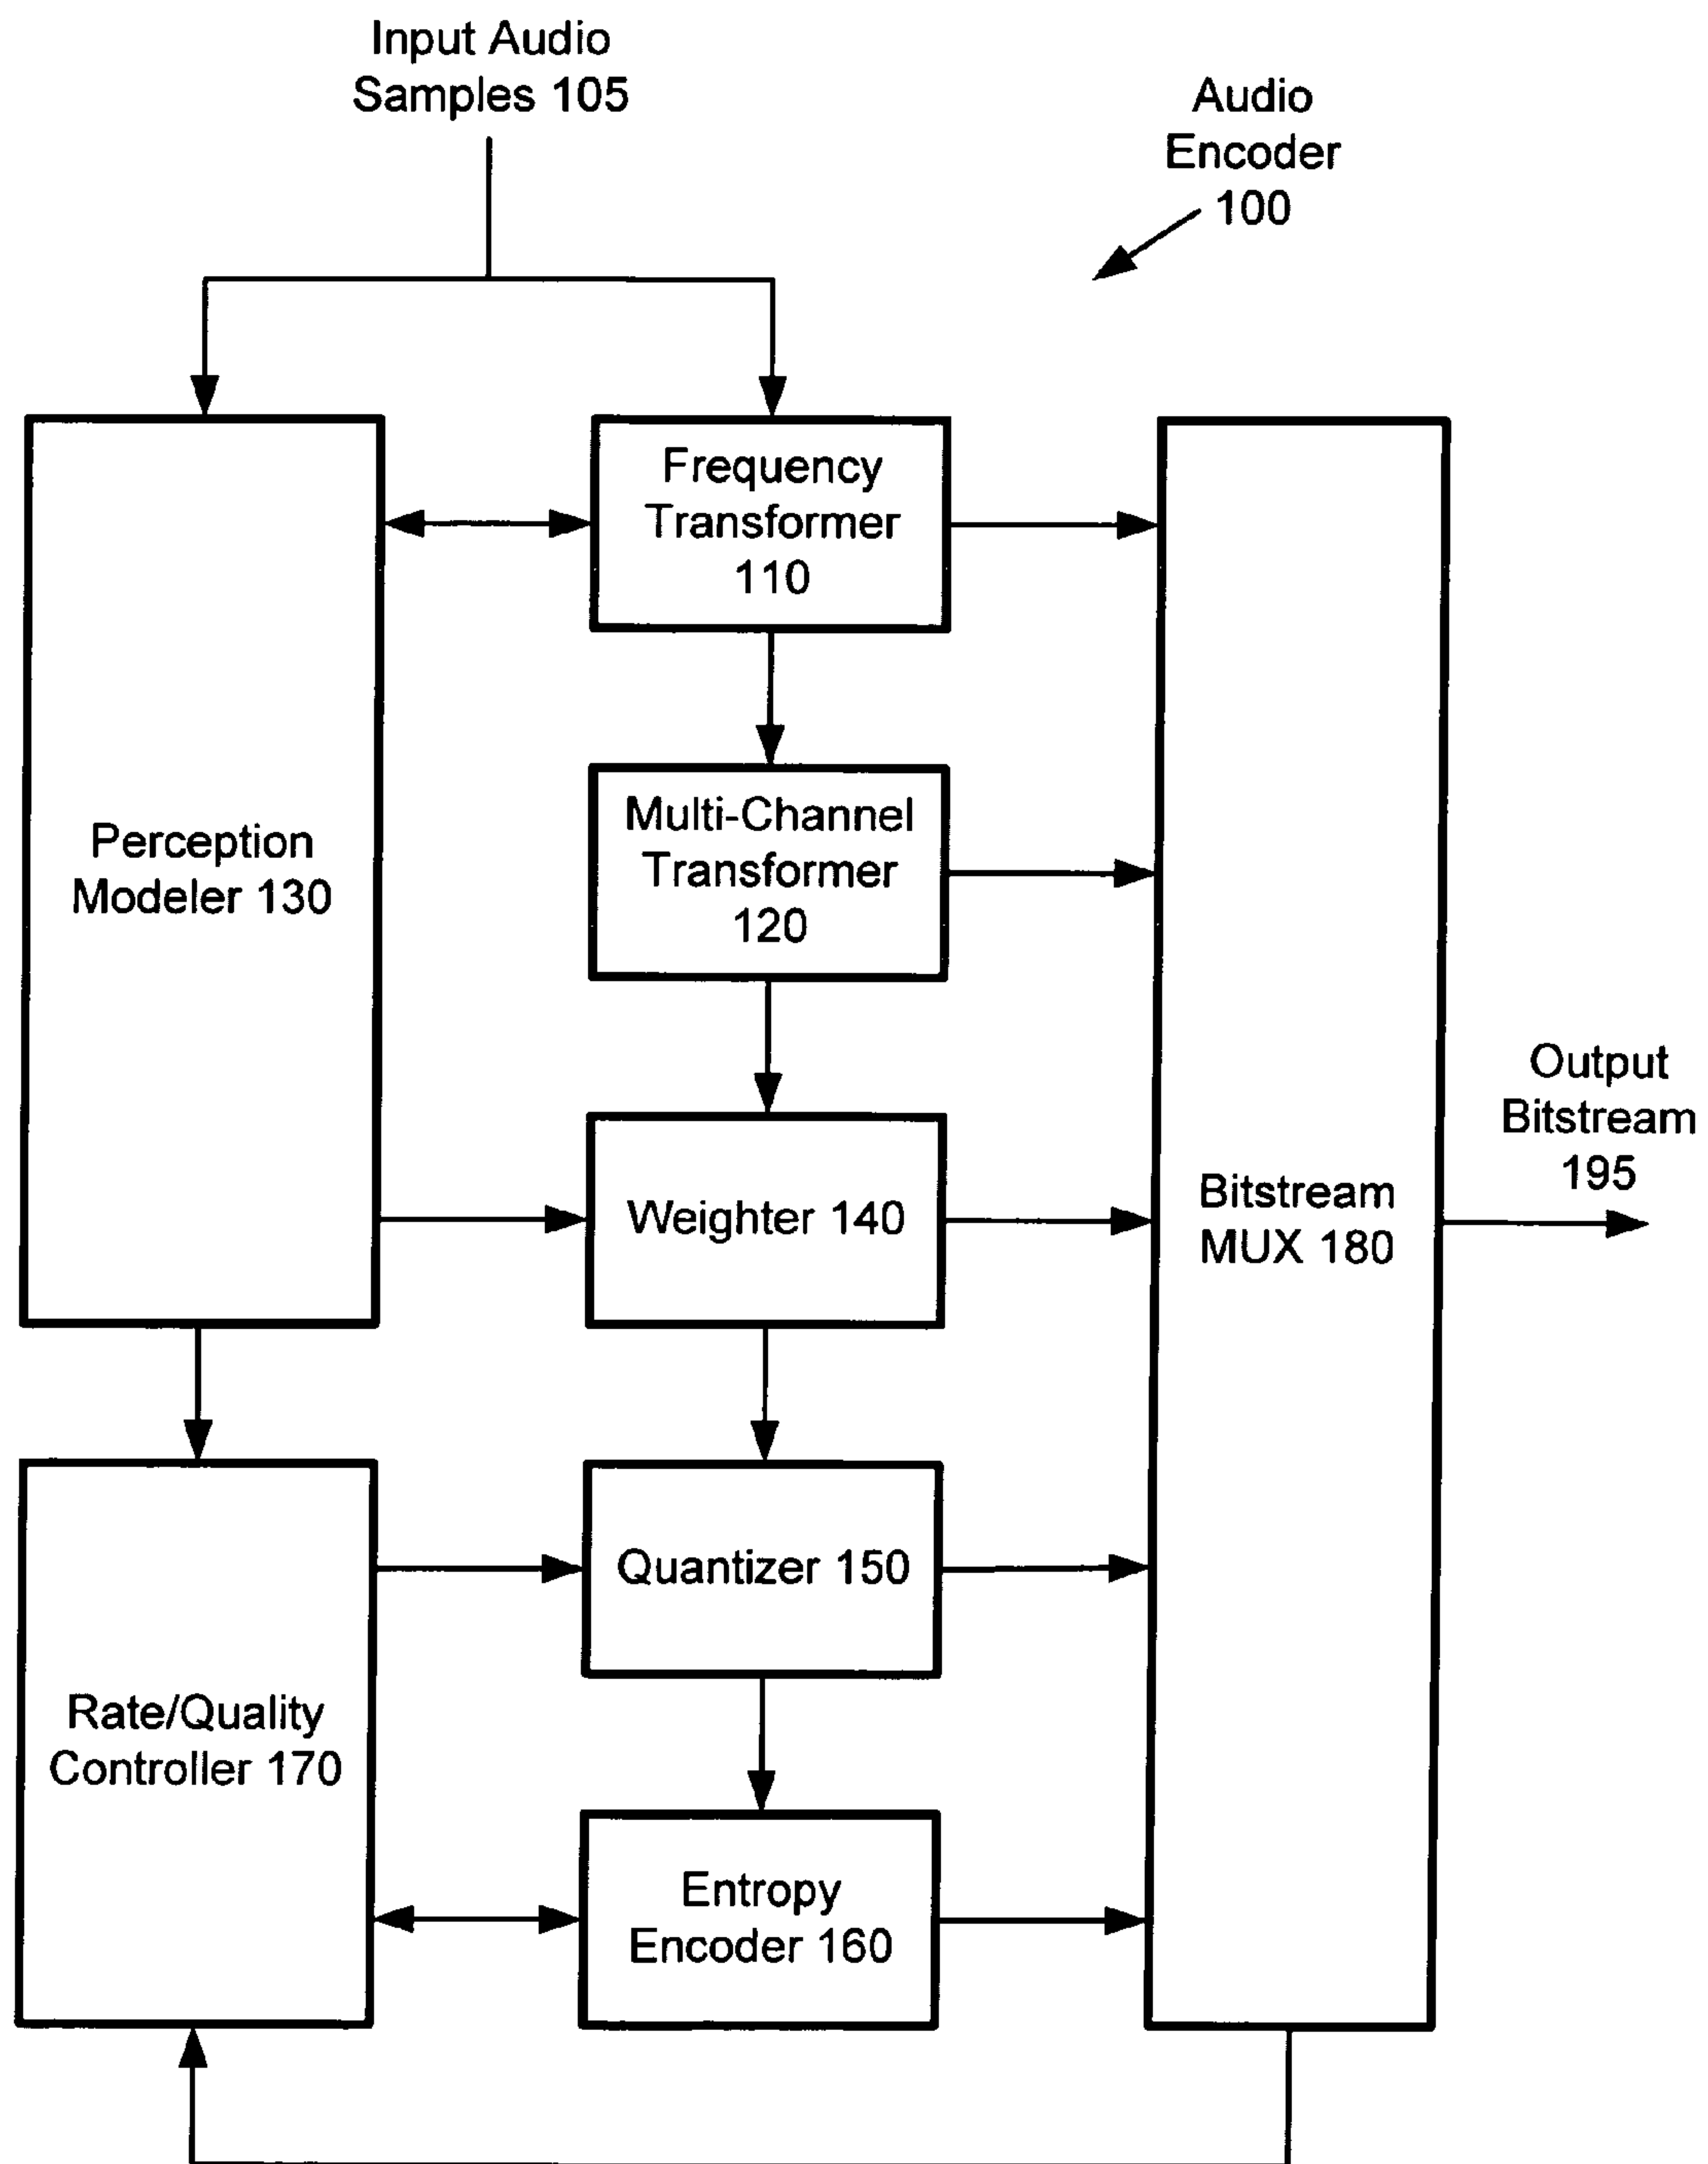 Input Audio
Samples 105
Audio
Encoder
100
Frequency
Transformer
110
Multi-Channel
Transformer
120
Perception
Modeler 130
Weighter 140
Output
Bitstream
195
Bitstream
MUX 180
Quantizer 150
Rate/Quality
Controller 170
Entropy
Encoder 160